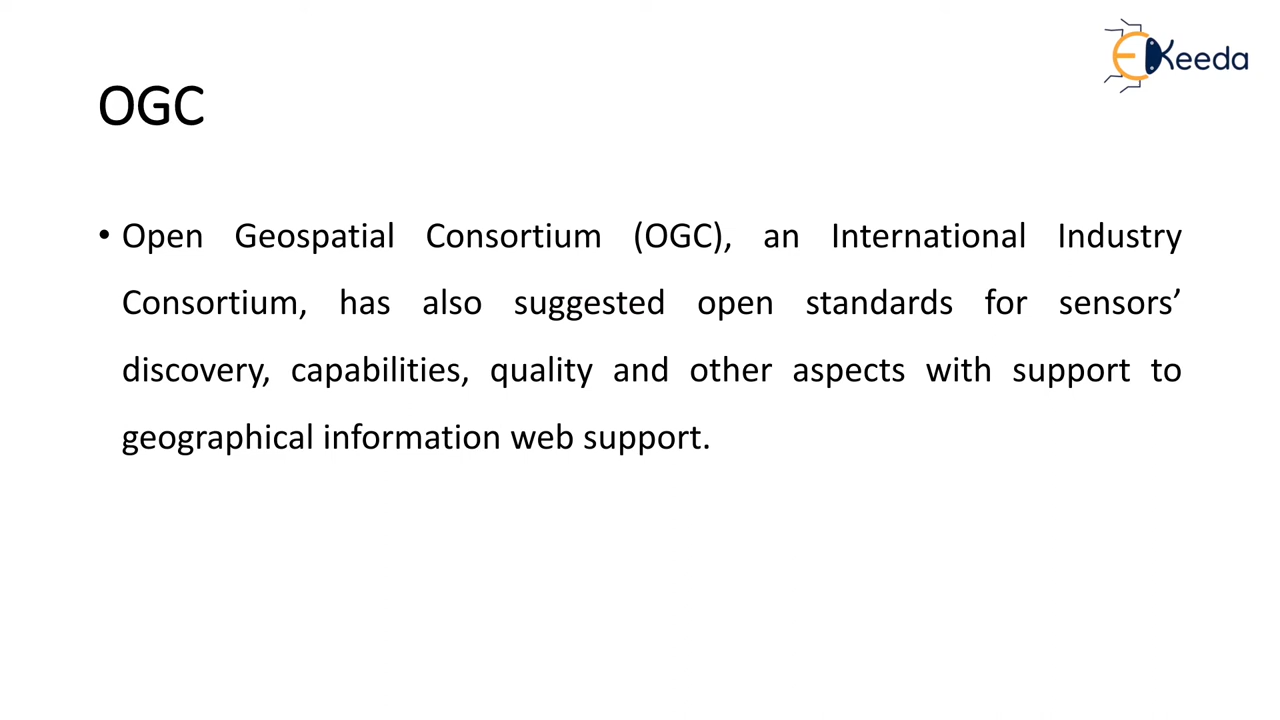 EKeeda
OGC
• Open Geospatial Consortium (OGC), an International Industry
Consortium, has also suggested open standards for sensors’
discovery, capabilities, quality and other aspects with support to
geographical information web support.